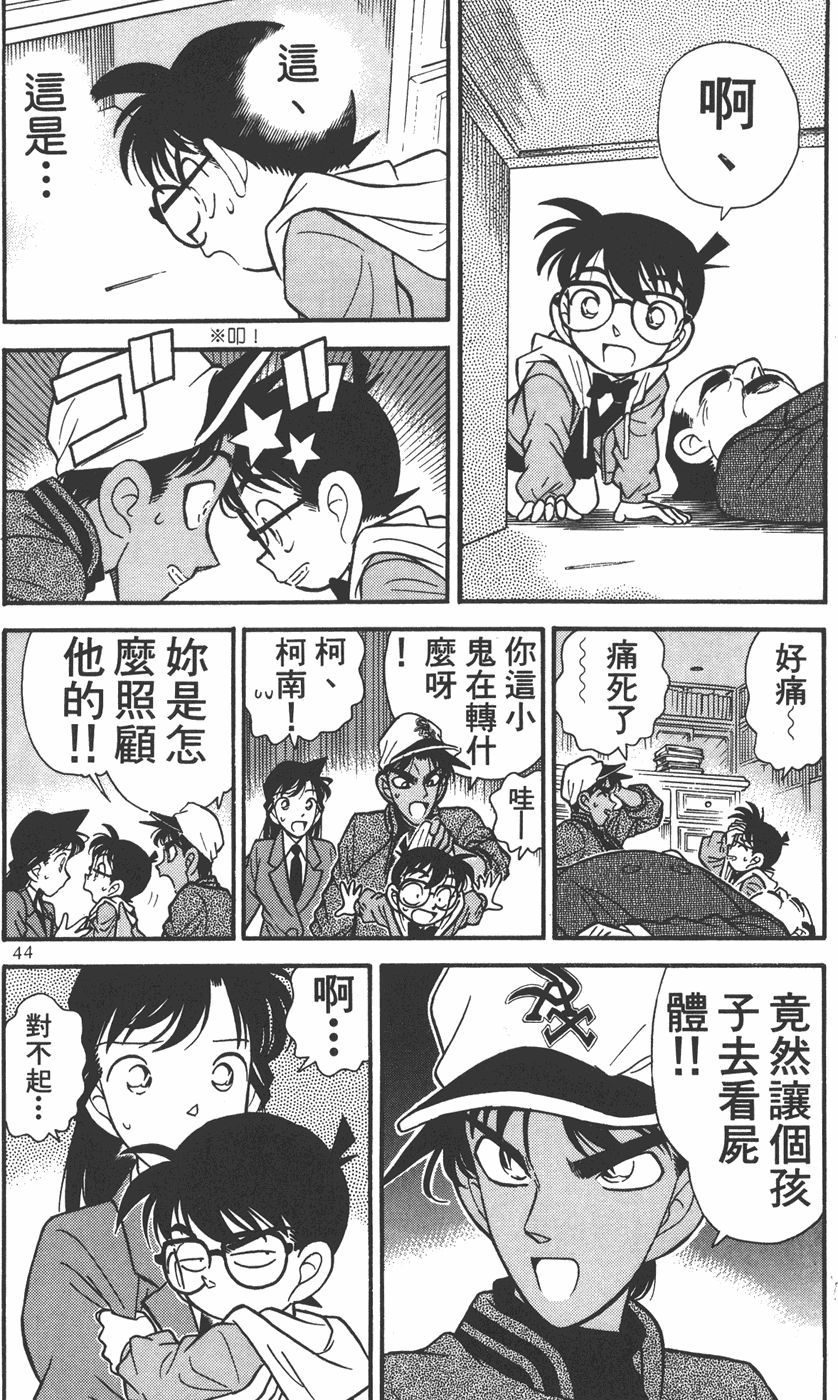 啊、
這、
這是…
※叩！
ゴッ
好痛～
痛死了～
你這小
鬼在轉什
麼呀
！
哇—
柯、
柯南！
妳是怎
麼照顧
他的!!
44
竟然讓個孩
子去看屍
體!!
啊…
對不起…